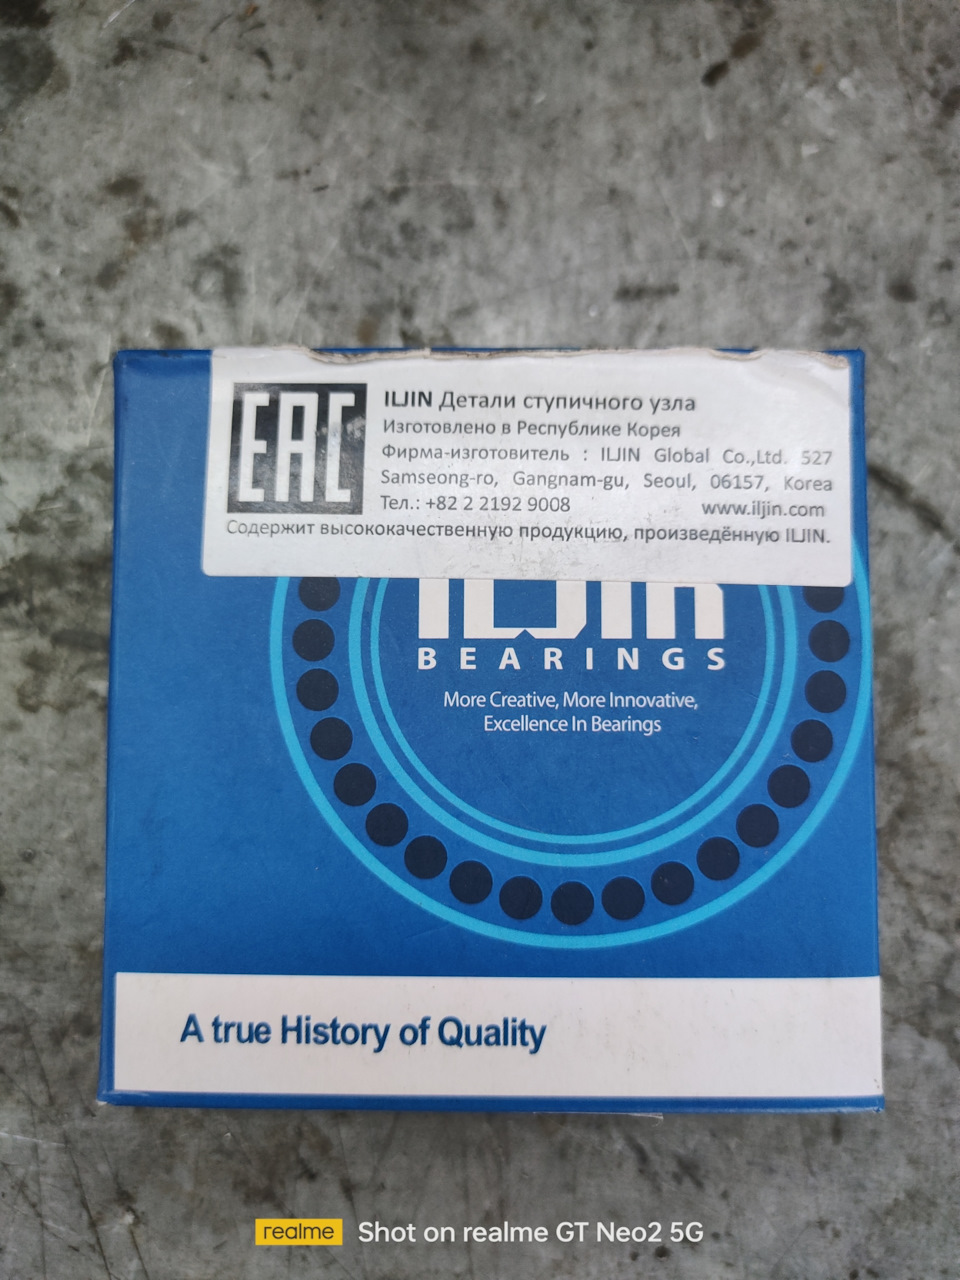 EAC
ILJIN Детали ступичного узла
Изготовлено в Республике Корея
Фирма-изготовитель : ILJIN Global Co.,Ltd. 527
Samseong-ro, Gangnam-gu, Seoul, 06157, Korea
Тел.: +82 2 2192 9008 www.iljin.com
Содержит высококачественную продукцию, произведённую ILJIN.
ILJIN
BEARINGS
More Creative, More Innovative,
Excellence In Bearings
A true History of Quality
realme Shot on realme GT Neo2 5G